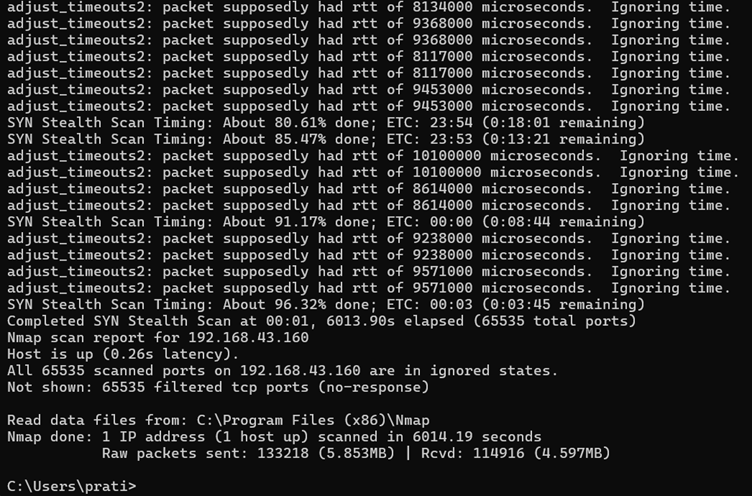 adjust_timeouts2: packet supposedly had rtt of 8134000 microseconds.  Ignoring time.
adjust_timeouts2: packet supposedly had rtt of 9368000 microseconds.  Ignoring time.
adjust_timeouts2: packet supposedly had rtt of 9368000 microseconds.  Ignoring time.
adjust_timeouts2: packet supposedly had rtt of 8117000 microseconds.  Ignoring time.
adjust_timeouts2: packet supposedly had rtt of 8117000 microseconds.  Ignoring time.
adjust_timeouts2: packet supposedly had rtt of 9453000 microseconds.  Ignoring time.
adjust_timeouts2: packet supposedly had rtt of 9453000 microseconds.  Ignoring time.
SYN Stealth Scan Timing: About 80.61% done; ETC: 23:54 (0:18:01 remaining)
SYN Stealth Scan Timing: About 85.47% done; ETC: 23:53 (0:13:21 remaining)
adjust_timeouts2: packet supposedly had rtt of 10100000 microseconds.  Ignoring time.
adjust_timeouts2: packet supposedly had rtt of 10100000 microseconds.  Ignoring time.
adjust_timeouts2: packet supposedly had rtt of 8614000 microseconds.  Ignoring time.
adjust_timeouts2: packet supposedly had rtt of 8614000 microseconds.  Ignoring time.
SYN Stealth Scan Timing: About 91.17% done; ETC: 00:00 (0:08:44 remaining)
adjust_timeouts2: packet supposedly had rtt of 9238000 microseconds.  Ignoring time.
adjust_timeouts2: packet supposedly had rtt of 9238000 microseconds.  Ignoring time.
adjust_timeouts2: packet supposedly had rtt of 9571000 microseconds.  Ignoring time.
adjust_timeouts2: packet supposedly had rtt of 9571000 microseconds.  Ignoring time.
SYN Stealth Scan Timing: About 96.32% done; ETC: 00:03 (0:03:45 remaining)
Completed SYN Stealth Scan at 00:01, 6013.90s elapsed (65535 total ports)
Nmap scan report for 192.168.43.160
Host is up (0.26s latency).
All 65535 scanned ports on 192.168.43.160 are in ignored states.
Not shown: 65535 filtered tcp ports (no-response)

Read data files from: C:\Program Files (x86)\Nmap
Nmap done: 1 IP address (1 host up) scanned in 6014.19 seconds
           Raw packets sent: 133218 (5.853MB) | Rcvd: 114916 (4.597MB)

C:\Users\prati>